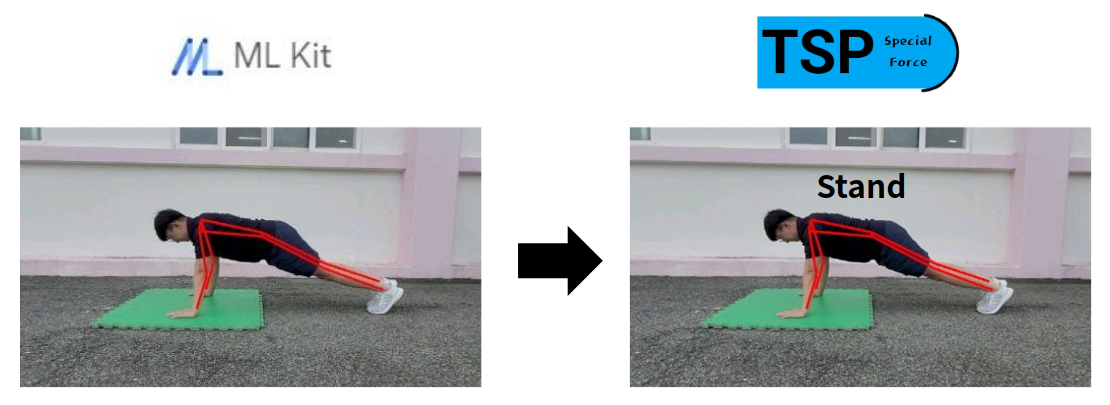 ML Kit
TSP Special
Force
Stand